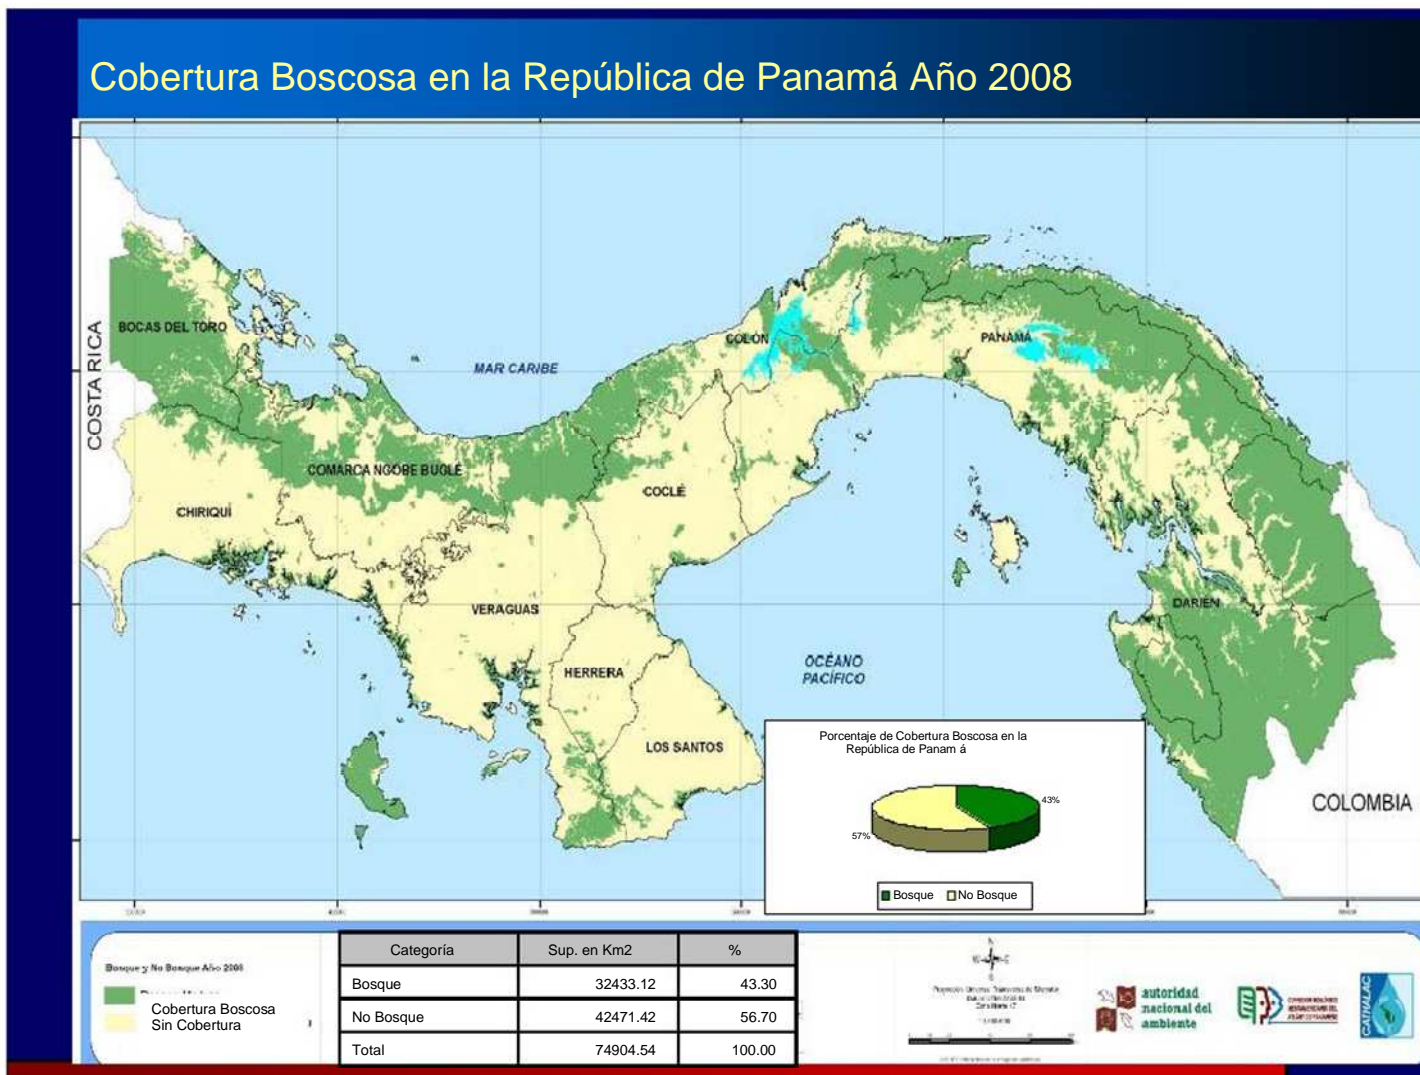 Cobertura Boscosa en la República de Panamá Año 2008
COSTA RICA
BOCAS DEL TORO
MAR CARIBE
COLÓN
PANAMÁ
COMARCA NGÖBE BUGLÉ
CHIRIQUÍ
COCLÉ
VERAGUAS
DARIEN
HERRERA
OCÉANO
PACÍFICO
LOS SANTOS
COLOMBIA
Porcentaje de Cobertura Boscosa en la
República de Panam á
43%
57%
Bosque No Bosque
Bosque y No Bosque Año 2008
Cobertura Boscosa
Sin Cobertura
Categoría Sup. en Km2 %
Bosque 32433.12 43.30
No Bosque 42471.42 56.70
Total 74904.54 100.00
autoridad
nacional del
ambiente
CATHALAC